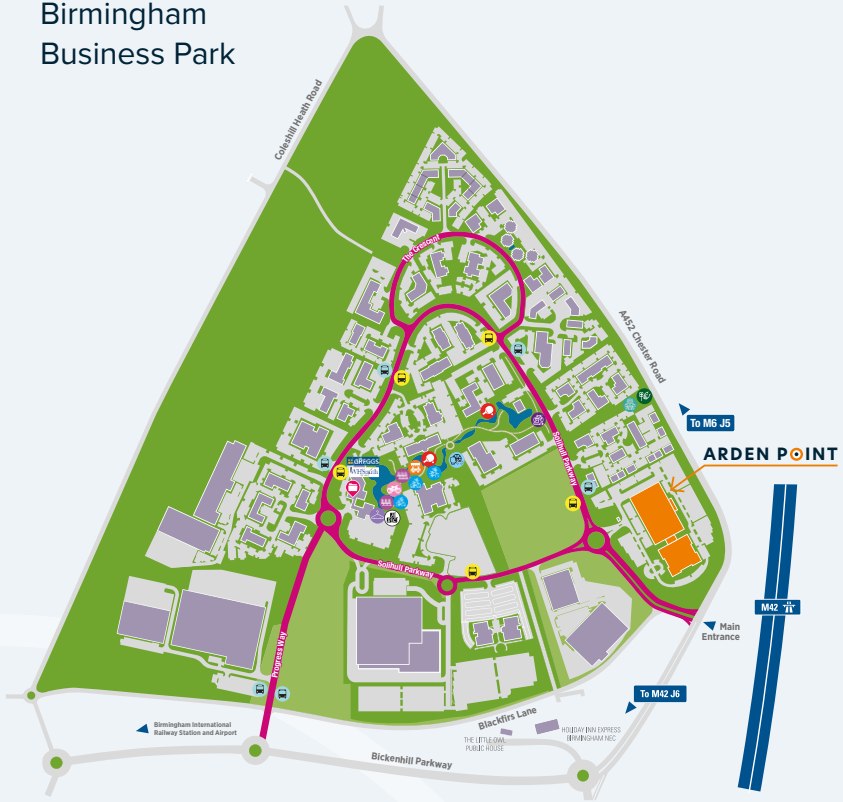 Birmingham
Business Park
Coleshill Heath Road
The Crescent
A452 Chester Road
To M6 J5
ARDEN POINT
Solihull Parkway
GREGGS
WHSmith
Solihull Parkway
M42
Main
Entrance
Progress Way
To M42 J6
Birmingham International
Railway Station and Airport
Blackfirs Lane
THE LITTLE OWL
PUBLIC HOUSE
HOLIDAY INN EXPRESS
BIRMINGHAM NEC
Bickenhill Parkway